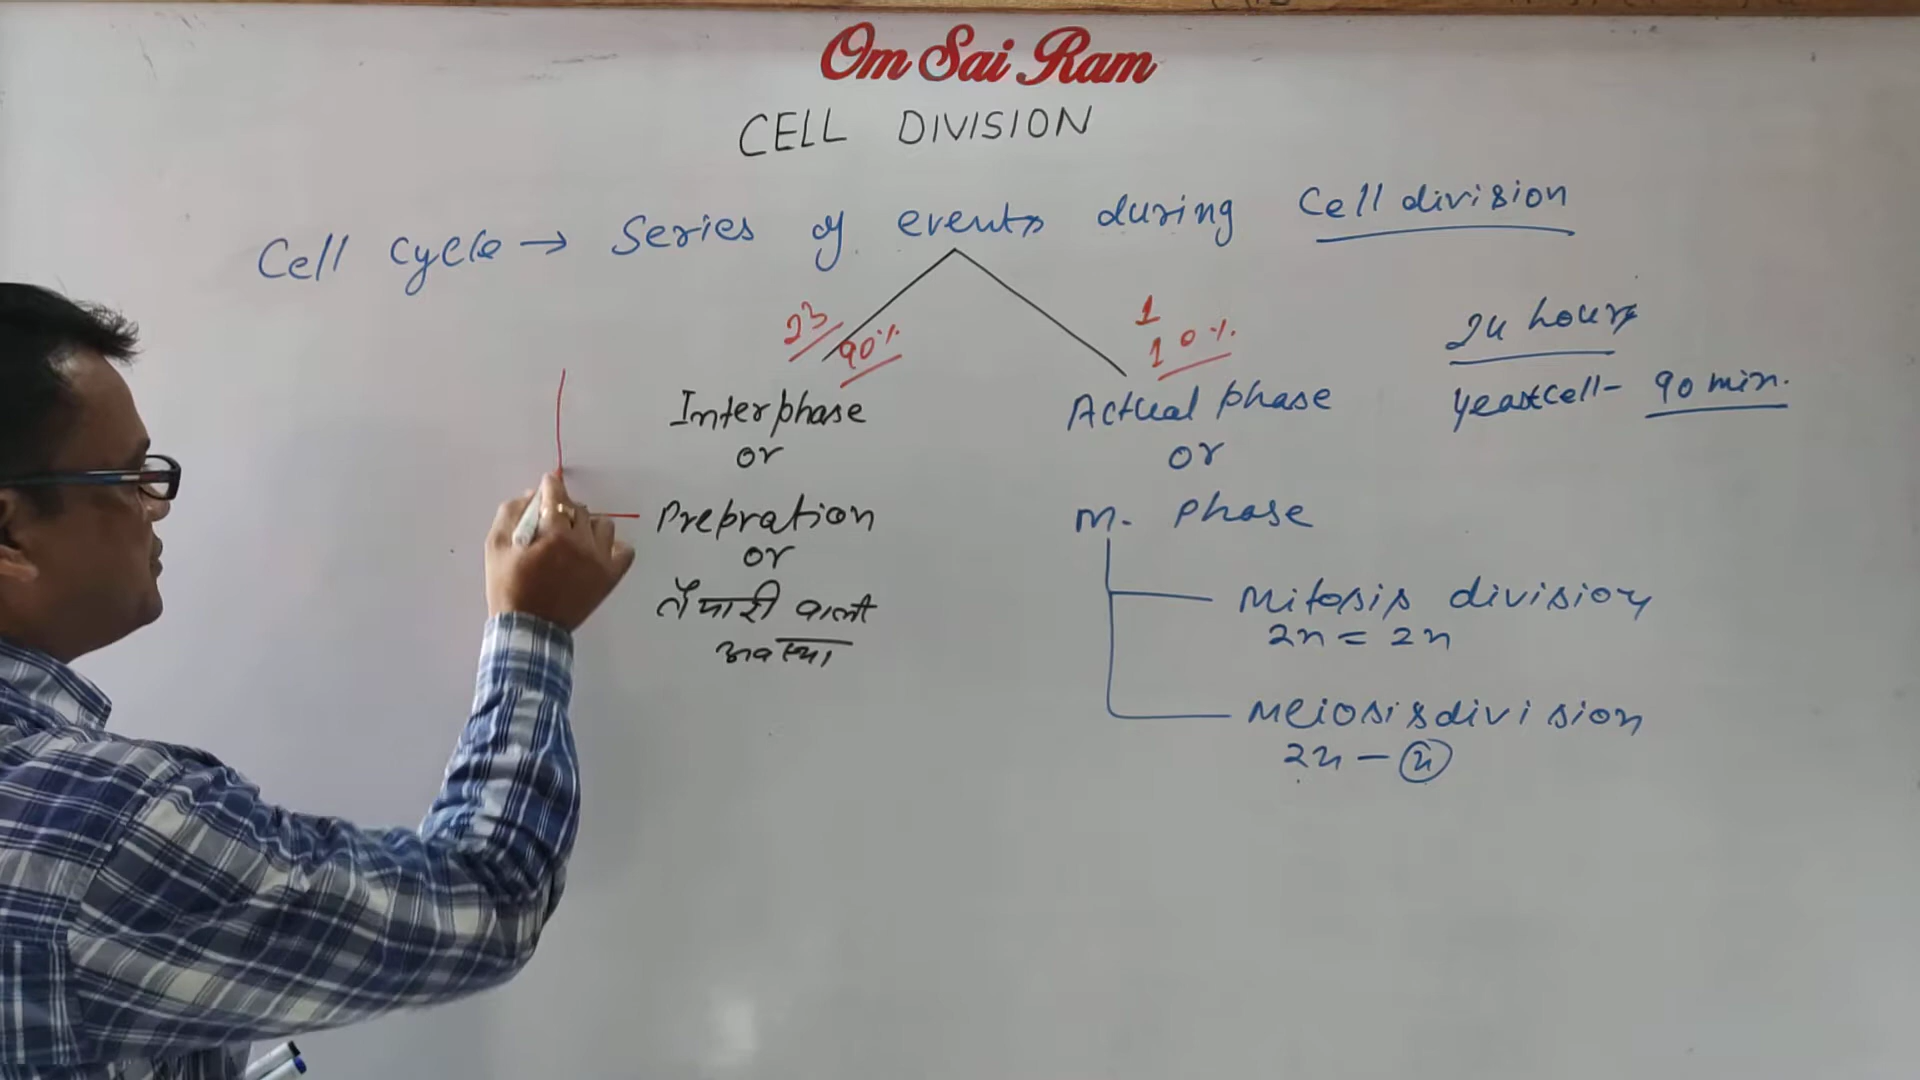 Om Sai Ram
CELL DIVISION
Cell cycle → Series of events during Cell division
23
90%
1
10%
24 hours
yeastcell- 90 min.
Interphase
or
Prepration
or
तैयारी वाली
अवस्था
Actual phase
or
M. Phase
Mitosis division
2n = 2n
Meiosis division
2n - n